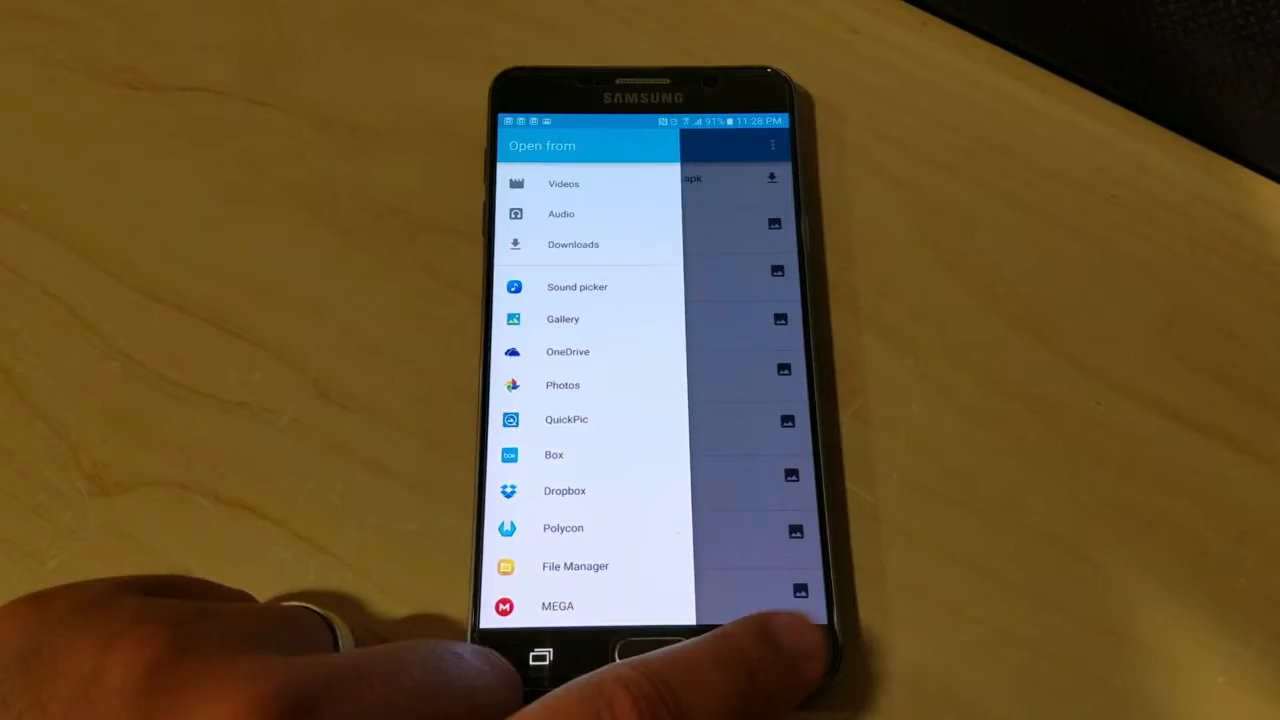 SAMSUNG
91% 11:28 PM
Open from
apk
Videos
Audio
Downloads
Sound picker
Gallery
OneDrive
Photos
QuickPic
box Box
Dropbox
Polycon
File Manager
M MEGA